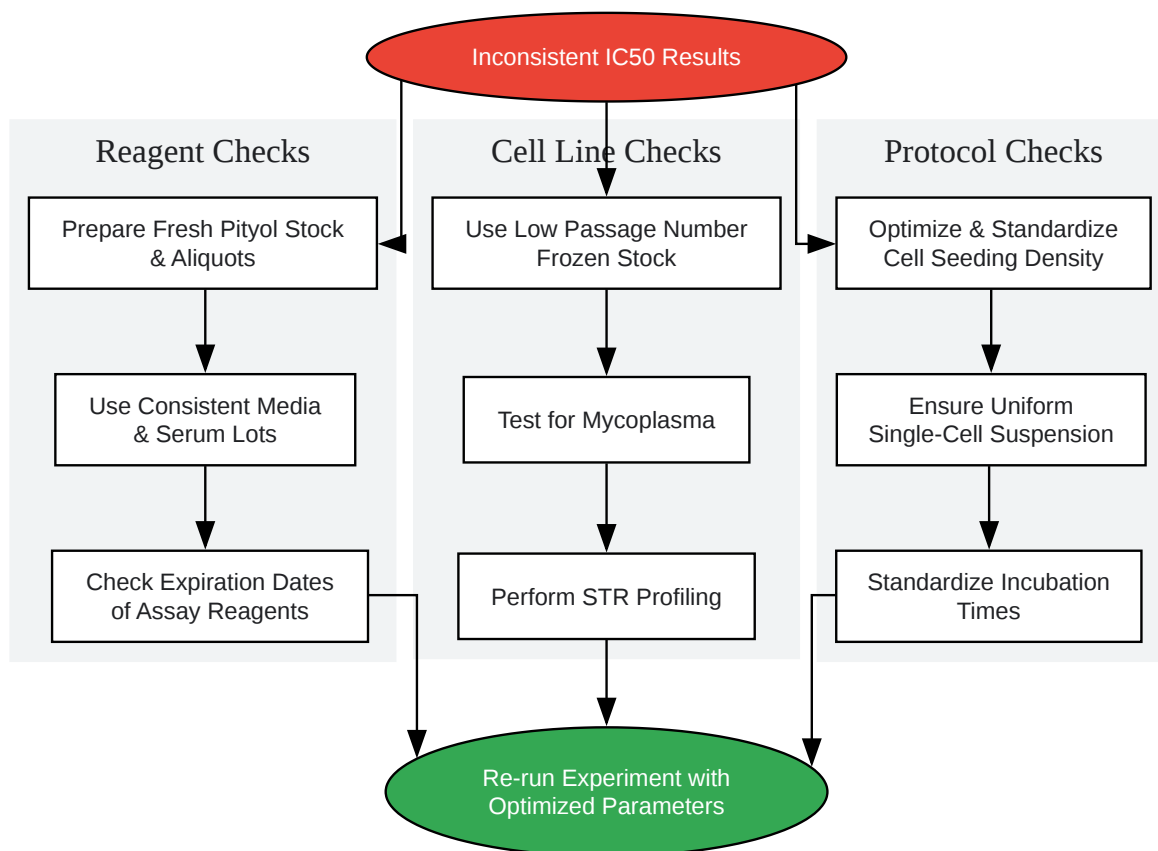 Inconsistent IC50 Results
Reagent Checks
Prepare Fresh Pityol Stock
& Aliquots
Use Consistent Media
& Serum Lots
Check Expiration Dates
of Assay Reagents
Cell Line Checks
Use Low Passage Number
Frozen Stock
Test for Mycoplasma
Perform STR Profiling
Protocol Checks
Optimize & Standardize
Cell Seeding Density
Ensure Uniform
Single-Cell Suspension
Standardize Incubation
Times
Re-run Experiment with
Optimized Parameters